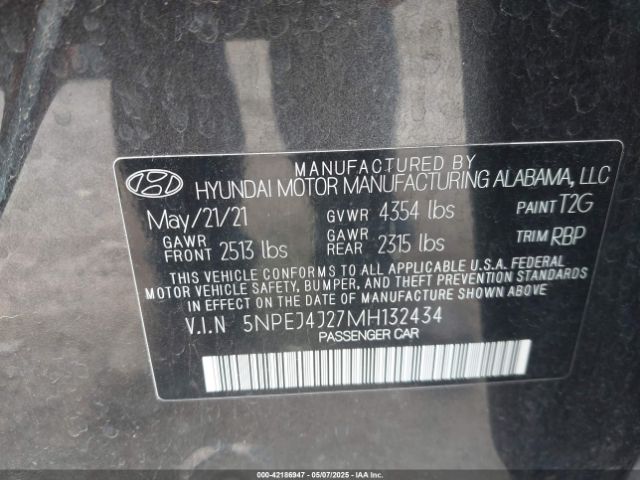 MANUFACTURED BY
HYUNDAI MOTOR MANUFACTURING ALABAMA, LLC
May/21/21 GVWR 4354 lbs PAINT T2G
GAWR FRONT 2513 lbs GAWR REAR 2315 lbs TRIM RBP
THIS VEHICLE CONFORMS TO ALL APPLICABLE U.S.A. FEDERAL
MOTOR VEHICLE SAFETY, BUMPER, AND THEFT PREVENTION STANDARDS
IN EFFECT ON THE DATE OF MANUFACTURE SHOWN ABOVE.
V.I.N 5NPEJ4J27MH132434
PASSENGER CAR
000-42186947 - 05/07/2025 - © IAA Holdings, LLC